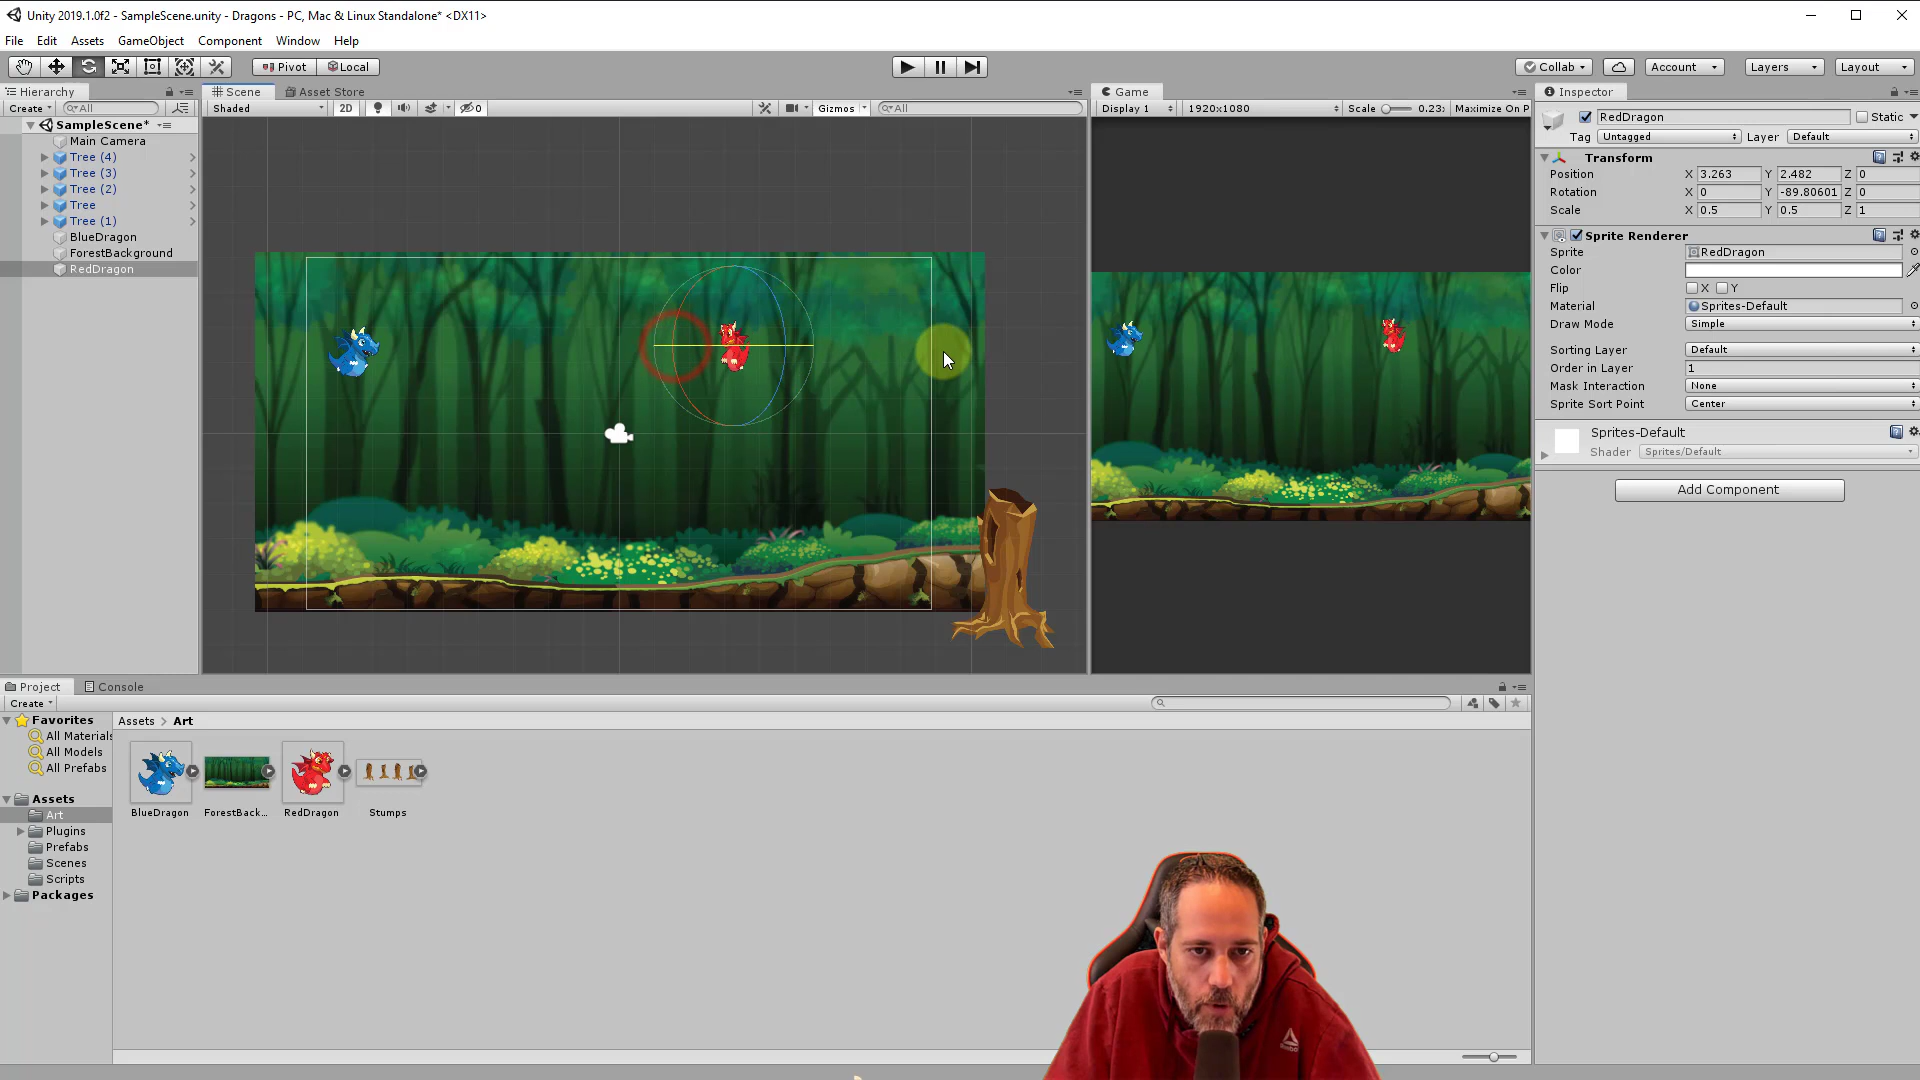 Unity 2019.1.0f2 - SampleScene.unity - Dragons - PC, Mac & Linux Standalone* <DX11>
File Edit Assets GameObject Component Window Help
Pivot Local Collab Account Layers Layout
Hierarchy
Create All
SampleScene*
Main Camera
Tree (4)
Tree (3)
Tree (2)
Tree
Tree (1)
BlueDragon
ForestBackground
RedDragon
Scene Asset Store
Shaded 2D 0 Gizmos All
Game
Display 1 1920x1080 Scale 0.23 Maximize On P
Inspector
RedDragon Static
Tag Untagged Layer Default
Transform
Position X 3.263 Y 2.482 Z 0
Rotation X 0 Y -89.80601 Z 0
Scale X 0.5 Y 0.5 Z 1
Sprite Renderer
Sprite RedDragon
Color
Flip X Y
Material Sprites-Default
Draw Mode Simple
Sorting Layer Default
Order in Layer 1
Mask Interaction None
Sprite Sort Point Center
Sprites-Default
Shader Sprites/Default
Add Component
Project Console
Create
Favorites
All Materials
All Models
All Prefabs
Assets
Art
Plugins
Prefabs
Scenes
Scripts
Packages
Assets > Art
BlueDragon ForestBack... RedDragon Stumps
Reebok